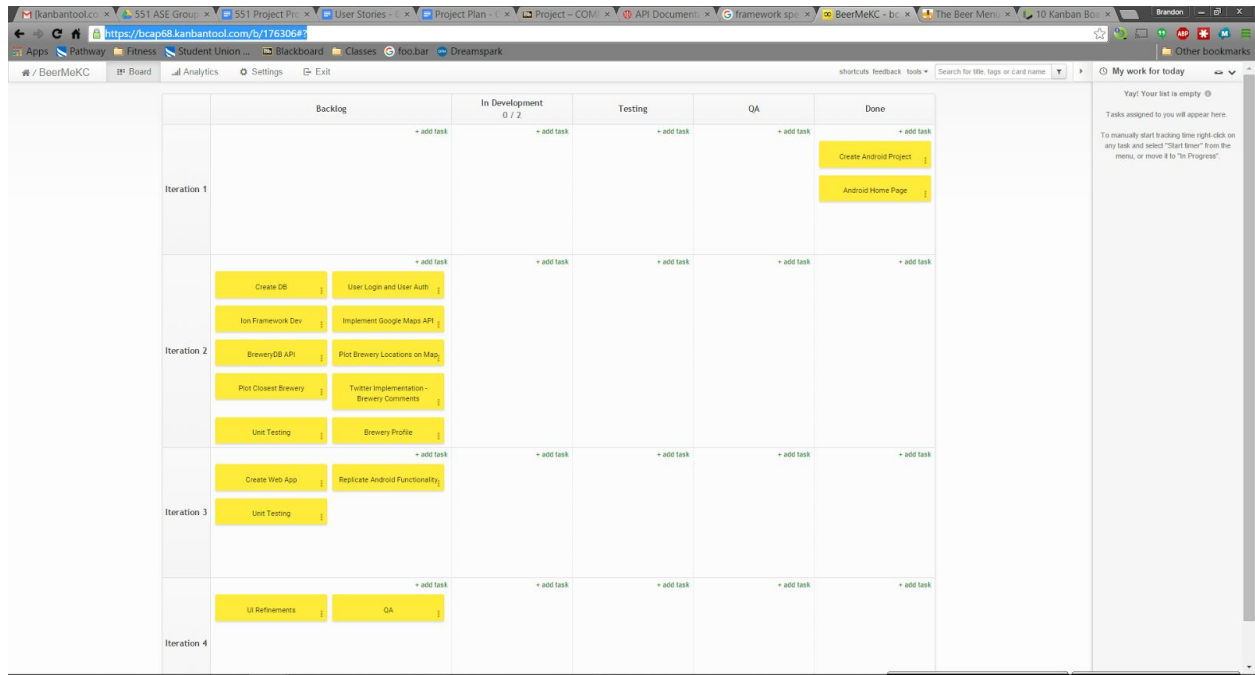 [kanbantool.co
551 ASE Group
551 Project Pro
User Stories - G
Project Plan - G
Project – COM
API Document
framework spe
BeerMeKC - bc
The Beer Menu
10 Kanban Boa
Brandon
https://bcap68.kanbantool.com/b/176306#?
Apps
Pathway
Fitness
Student Union ...
Blackboard
Classes
foo.bar
Dreamspark
Other bookmarks
/ BeerMeKC
Board
Analytics
Settings
Exit
shortcuts feedback tools
Search for title, tags or card name
My work for today
Yay! Your list is empty
Tasks assigned to you will appear here.
To manually start tracking time right-click on
any task and select "Start timer" from the
menu, or move it to "In Progress".
Backlog
In Development
0 / 2
Testing
QA
Done
Iteration 1
+ add task
+ add task
+ add task
+ add task
+ add task
Create Android Project
Android Home Page
Iteration 2
+ add task
+ add task
+ add task
+ add task
+ add task
Create DB
User Login and User Auth
Ion Framework Dev
Implement Google Maps API
BreweryDB API
Plot Brewery Locations on Map
Plot Closest Brewery
Twitter Implementation -
Brewery Comments
Unit Testing
Brewery Profile
Iteration 3
+ add task
+ add task
+ add task
+ add task
+ add task
Create Web App
Replicate Android Functionality
Unit Testing
Iteration 4
+ add task
+ add task
+ add task
+ add task
+ add task
UI Refinements
QA